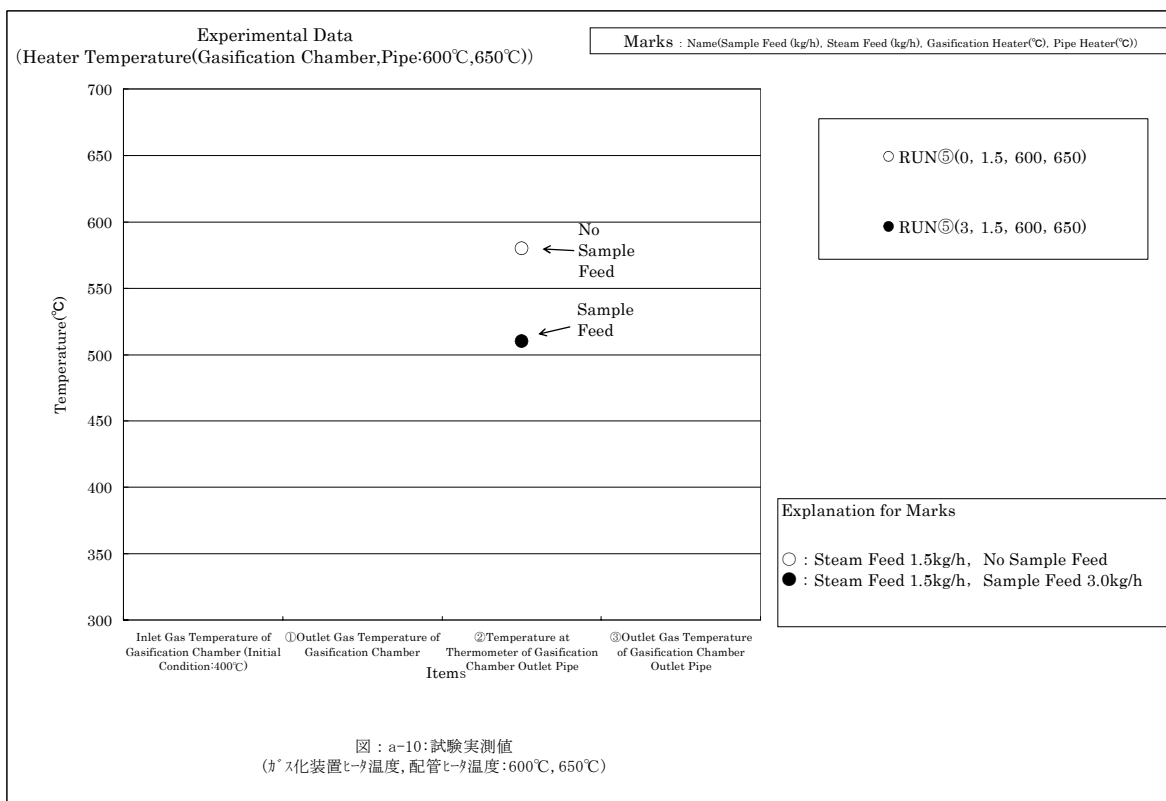 Experimental Data
(Heater Temperature(Gasification Chamber,Pipe:600℃,650℃))
Marks : Name(Sample Feed (kg/h), Steam Feed (kg/h), Gasification Heater(℃), Pipe Heater(℃))
700
650
600
550
500
450
400
350
300
Temperature(℃)
No
Sample
Feed
Sample
Feed
○ RUN⑤(0, 1.5, 600, 650)
● RUN⑤(3, 1.5, 600, 650)
Explanation for Marks
○ : Steam Feed 1.5kg/h, No Sample Feed
● : Steam Feed 1.5kg/h, Sample Feed 3.0kg/h
Inlet Gas Temperature of
Gasification Chamber (Initial
Condition:400℃)
①Outlet Gas Temperature of
Gasification Chamber
②Temperature at
Thermometer of Gasification
Chamber Outlet Pipe
③Outlet Gas Temperature
of Gasification Chamber
Outlet Pipe
Items
図 : a-10:試験実測値
(ｶﾞｽ化装置ﾋｰﾀ温度, 配管ﾋｰﾀ温度:600℃, 650℃)